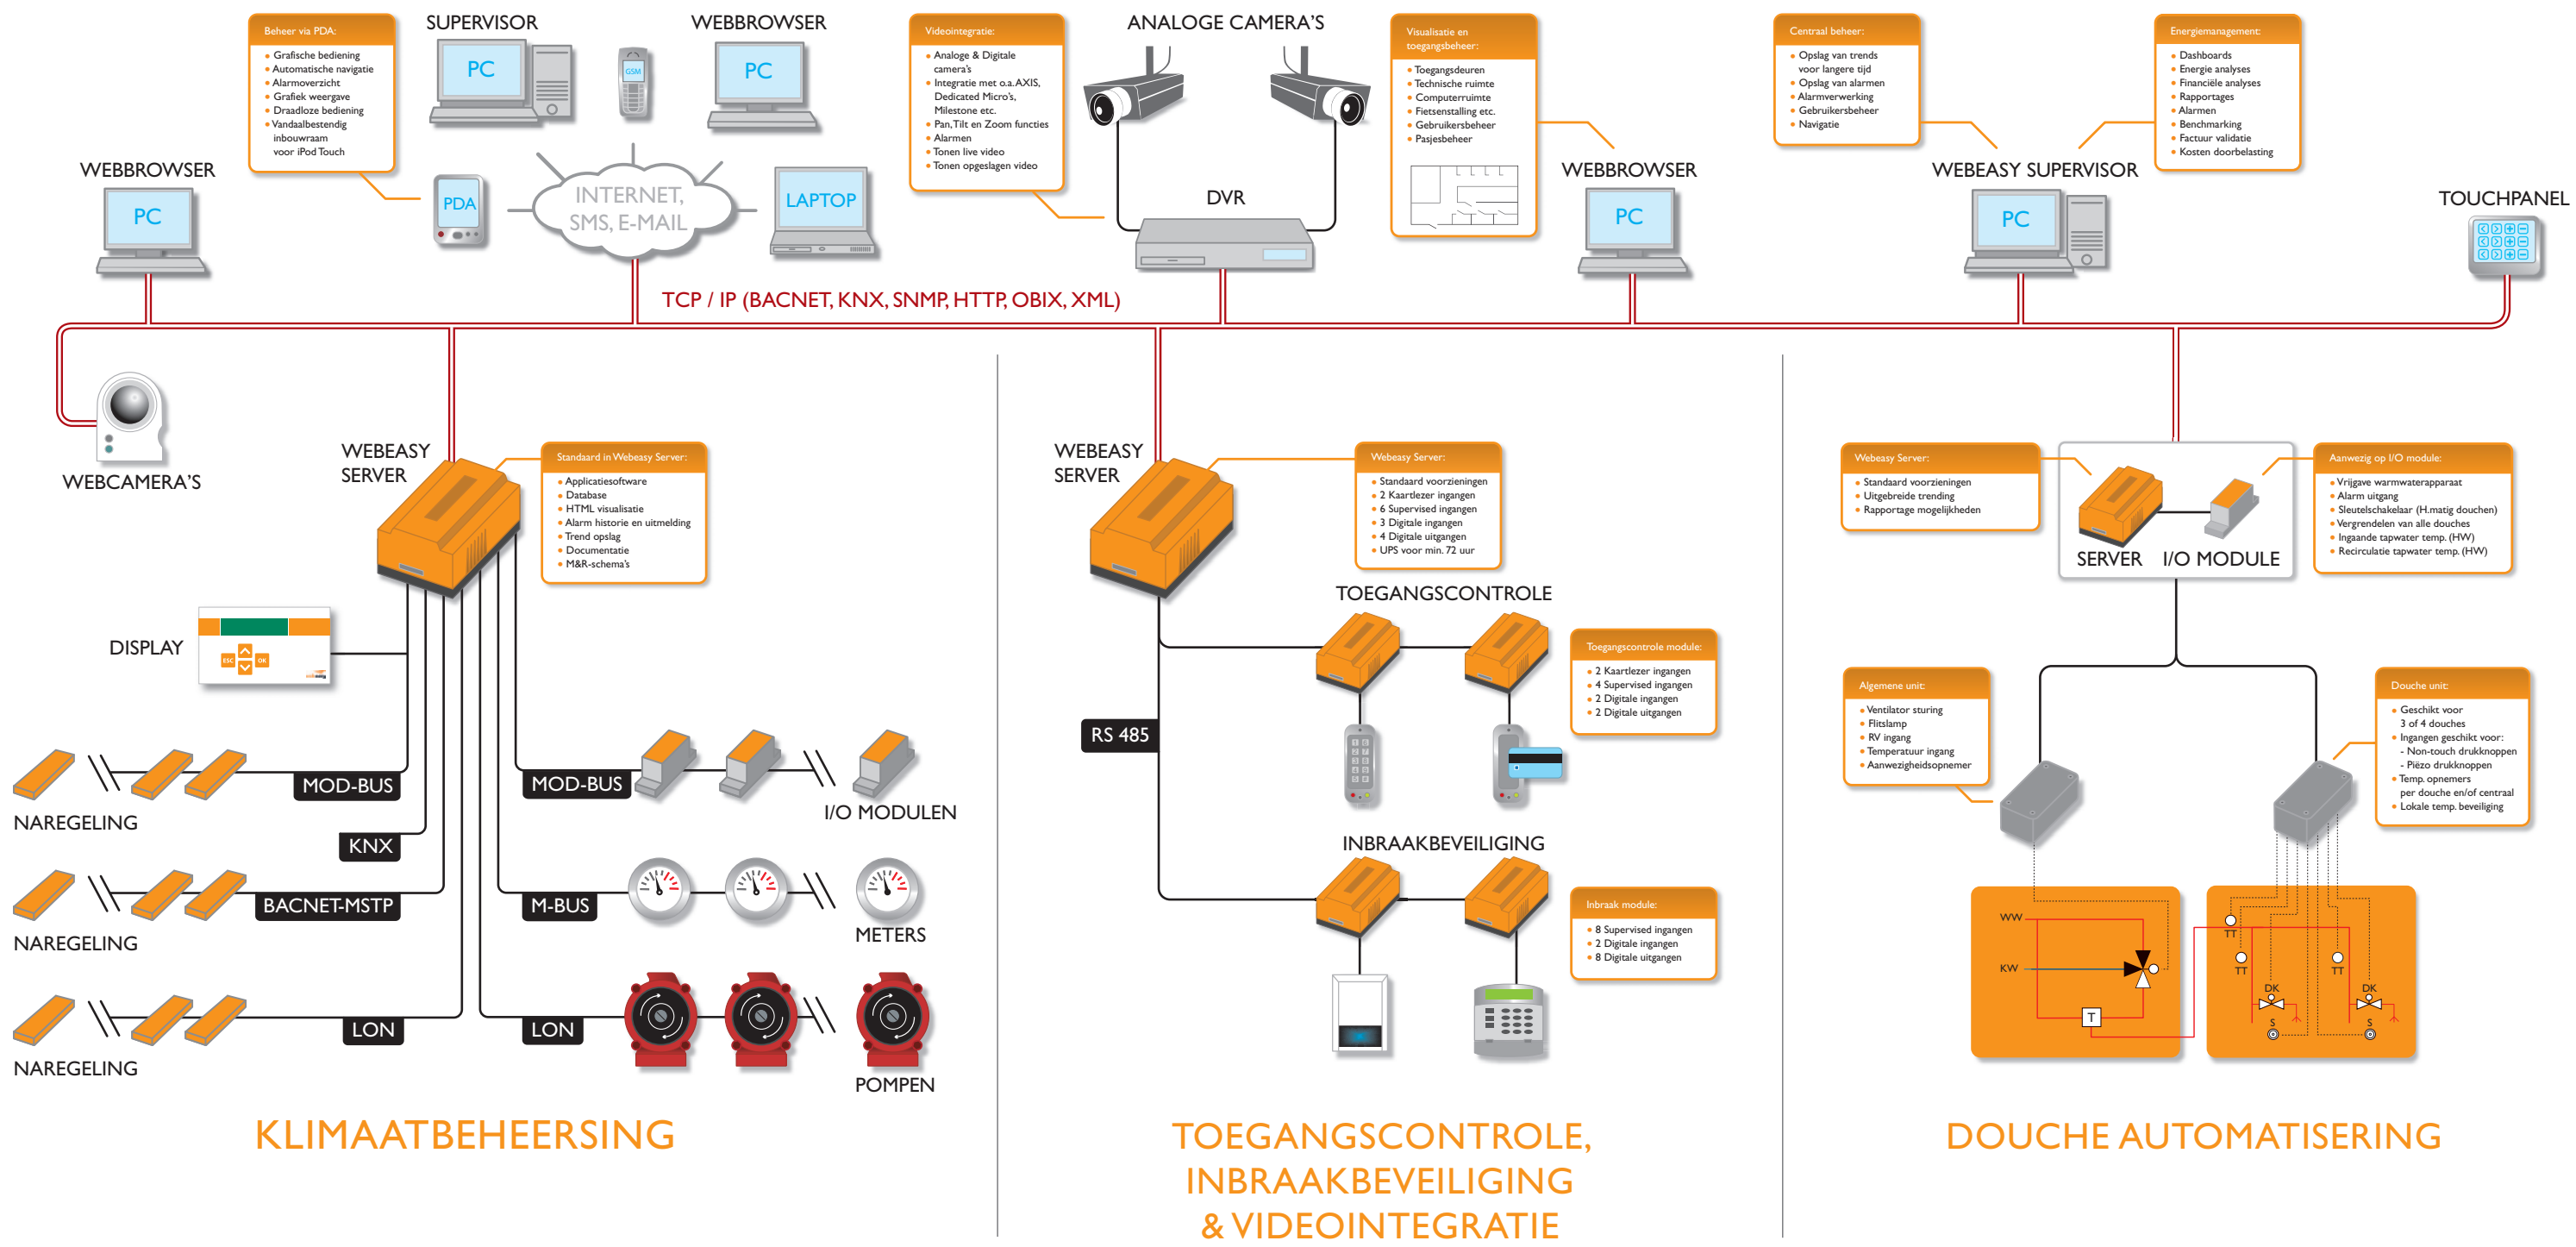 Beheer via PDA:
• Grafische bediening
• Automatische navigatie
• Alarmoverzicht
• Grafiek weergave
• Draadloze bediening
• Vandaalbestendig
inbouwraam
voor iPod Touch
SUPERVISOR
PC
GSM
WEBBROWSER
PC
WEBBROWSER
PC
PDA
INTERNET,
SMS, E-MAIL
LAPTOP
Videointegratie:
• Analoge & Digitale
camera's
• Integratie met o.a. AXIS,
Dedicated Micro's,
Milestone etc.
• Pan, Tilt en Zoom functies
• Alarmen
• Tonen live video
• Tonen opgeslagen video
ANALOGE CAMERA'S
DVR
Visualisatie en
toegangsbeheer:
• Toegangsdeuren
• Technische ruimte
• Computerruimte
• Fietsenstalling etc.
• Gebruikersbeheer
• Pasjesbeheer
WEBBROWSER
PC
Centraal beheer:
• Opslag van trends
voor langere tijd
• Opslag van alarmen
• Alarmverwerking
• Gebruikersbeheer
• Navigatie
Energiemanagement:
• Dashboards
• Energie analyses
• Financiële analyses
• Rapportages
• Alarmen
• Benchmarking
• Factuur validatie
• Kosten doorbelasting
WEBEASY SUPERVISOR
PC
TOUCHPANEL
TCP / IP (BACNET, KNX, SNMP, HTTP, OBIX, XML)
WEBCAMERA'S
WEBEASY
SERVER
Standaard in Webeasy Server:
• Applicatiesoftware
• Database
• HTML visualisatie
• Alarm historie en uitmelding
• Trend opslag
• Documentatie
• M&R-schema's
DISPLAY
ESC
OK
MOD-BUS
NAREGELING
KNX
BACNET-MSTP
NAREGELING
LON
NAREGELING
MOD-BUS
I/O MODULEN
M-BUS
METERS
LON
POMPEN
KLIMAATBEHEERSING
WEBEASY
SERVER
Webeasy Server:
• Standaard voorzieningen
• 2 Kaartlezer ingangen
• 6 Supervised ingangen
• 3 Digitale ingangen
• 4 Digitale uitgangen
• UPS voor min. 72 uur
TOEGANGSCONTROLE
Toegangscontrole module:
• 2 Kaartlezer ingangen
• 4 Supervised ingangen
• 2 Digitale ingangen
• 2 Digitale uitgangen
RS 485
INBRAAKBEVEILIGING
Inbraak module:
• 8 Supervised ingangen
• 2 Digitale ingangen
• 8 Digitale uitgangen
TOEGANGSCONTROLE,
INBRAAKBEVEILIGING
& VIDEOINTEGRATIE
Webeasy Server:
• Standaard voorzieningen
• Uitgebreide trending
• Rapportage mogelijkheden
SERVER
I/O MODULE
Aanwezig op I/O module:
• Vrijgave warmwaterapparaat
• Alarm uitgang
• Sleutelschakelaar (H.matig douchen)
• Vergrendelen van alle douches
• Ingaande tapwater temp. (HW)
• Recirculatie tapwater temp. (HW)
Algemene unit:
• Ventilator sturing
• Flitslamp
• RV ingang
• Temperatuur ingang
• Aanwezigheidsopnemer
Douche unit:
• Geschikt voor
3 of 4 douches
• Ingangen geschikt voor:
- Non-touch drukknoppen
- Piëzo drukknoppen
• Temp. opnemers
per douche en/of centraal
• Lokale temp. beveiliging
WW
KW
T
TT
TT
TT
DK
DK
S
S
DOUCHE AUTOMATISERING